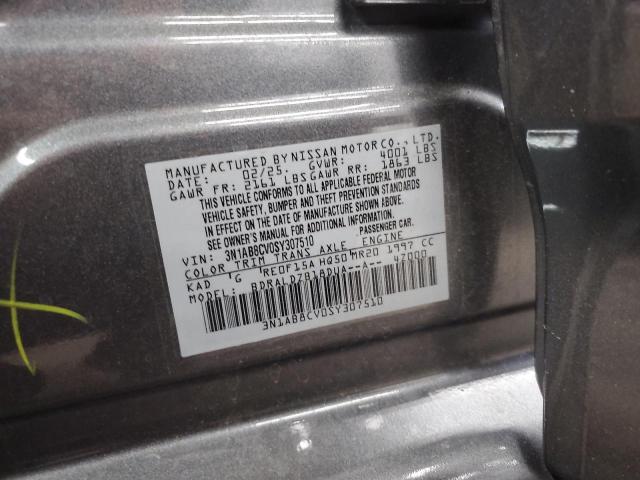 MANUFACTURED BY NISSAN MOTOR CO., LTD.
DATE: 02/25 GVWR: 4001 LBS
GAWR FR: 2161 LBS GAWR RR: 1863 LBS
THIS VEHICLE CONFORMS TO ALL APPLICABLE FEDERAL MOTOR
VEHICLE SAFETY, BUMPER AND THEFT PREVENTION STANDARDS
IN EFFECT ON THE DATE OF MANUFACTURE SHOWN ABOVE.
SEE OWNER'S MANUAL FOR ADDITIONAL INFORMATION.
VIN: 3N1AB8CV0SY307510 PASSENGER CAR.
COLOR TRIM TRANS AXLE ENGINE
KAD G RE0F15A HQ50 MR20 1997 CC
MODEL: BDRALDZB18DUA--A-- 47000
3N1AB8CV0SY307510